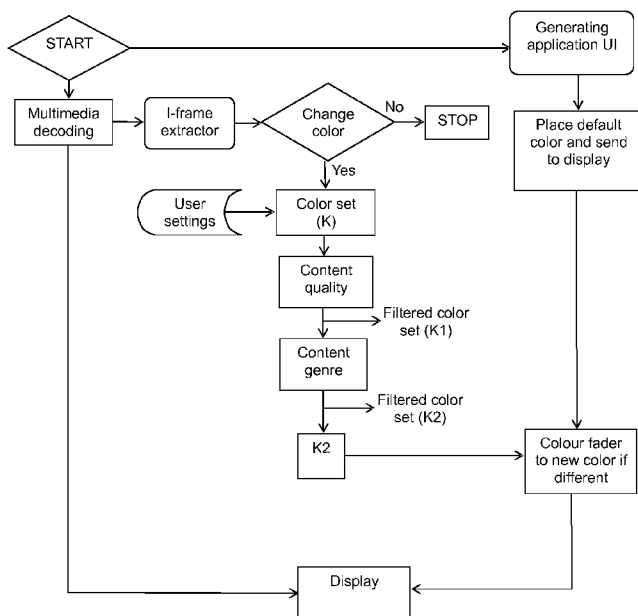 START
Generating
application UI
Multimedia
decoding
I-frame
extractor
Change
color
No
STOP
Place default
color and send
to display
Yes
User
settings
Color set
(K)
Content
quality
Filtered color
set (K1)
Content
genre
Filtered color
set (K2)
K2
Colour fader
to new color if
different
Display